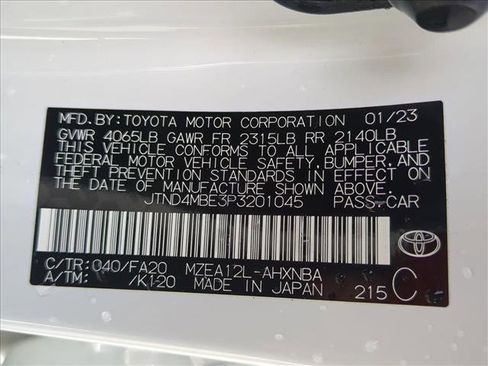 MFD. BY: TOYOTA MOTOR CORPORATION 01/23
GVWR 4065LB GAWR FR 2315LB RR 2140LB
THIS VEHICLE CONFORMS TO ALL APPLICABLE
FEDERAL MOTOR VEHICLE SAFETY, BUMPER, AND
THEFT PREVENTION STANDARDS IN EFFECT ON
THE DATE OF MANUFACTURE SHOWN ABOVE.
JTND4MBE3P3201045 PASS.CAR
C/TR: 040/FA20 MZEA12L-AHXNBA
A/TM: /K120 MADE IN JAPAN 215 C